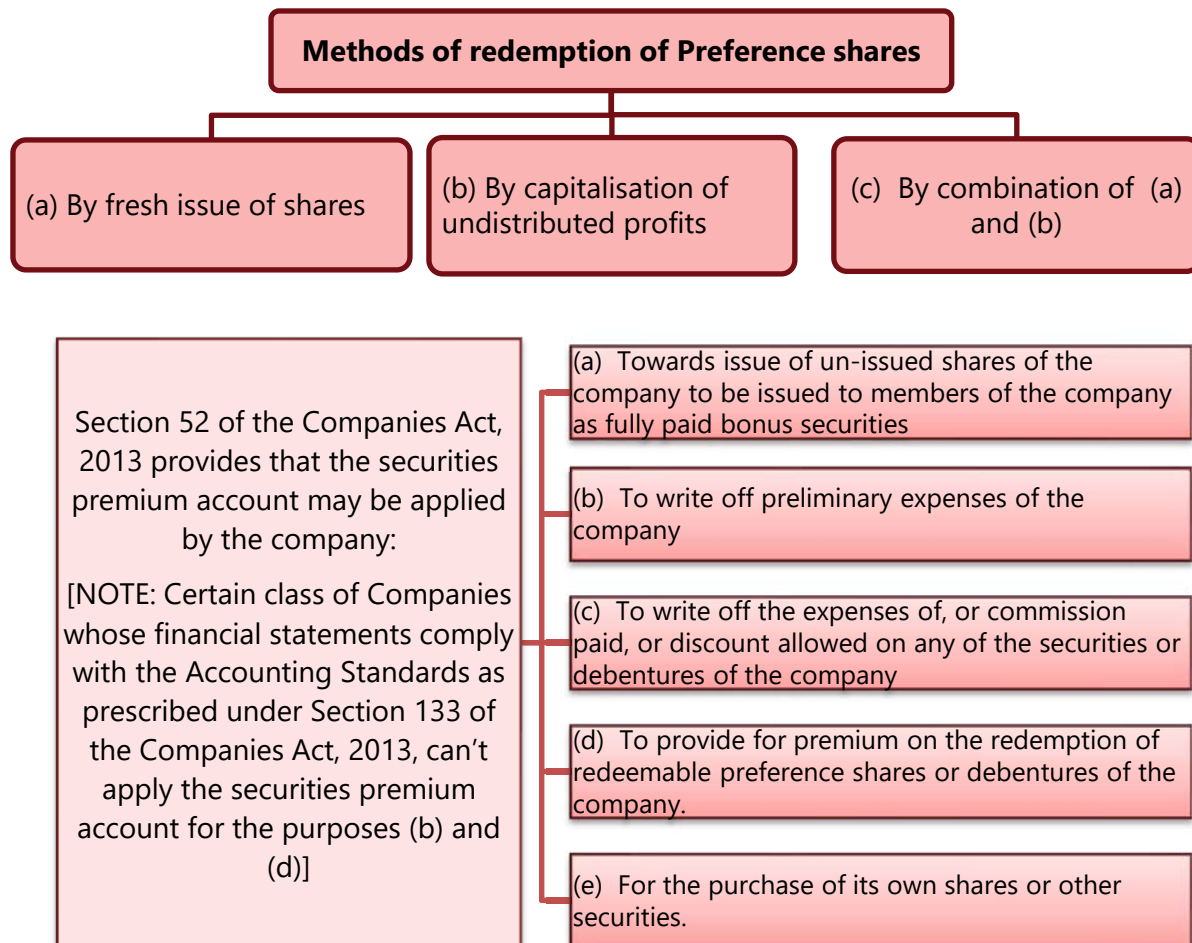 Methods of redemption of Preference shares
(a) By fresh issue of shares
(b) By capitalisation of
undistributed profits
(c) By combination of (a)
and (b)
Section 52 of the Companies Act,
2013 provides that the securities
premium account may be applied
by the company:
[NOTE: Certain class of Companies
whose financial statements comply
with the Accounting Standards as
prescribed under Section 133 of
the Companies Act, 2013, can’t
apply the securities premium
account for the purposes (b) and
(d)]
(a) Towards issue of un-issued shares of the
company to be issued to members of the company
as fully paid bonus securities
(b) To write off preliminary expenses of the
company
(c) To write off the expenses of, or commission
paid, or discount allowed on any of the securities or
debentures of the company
(d) To provide for premium on the redemption of
redeemable preference shares or debentures of the
company.
(e) For the purchase of its own shares or other
securities.